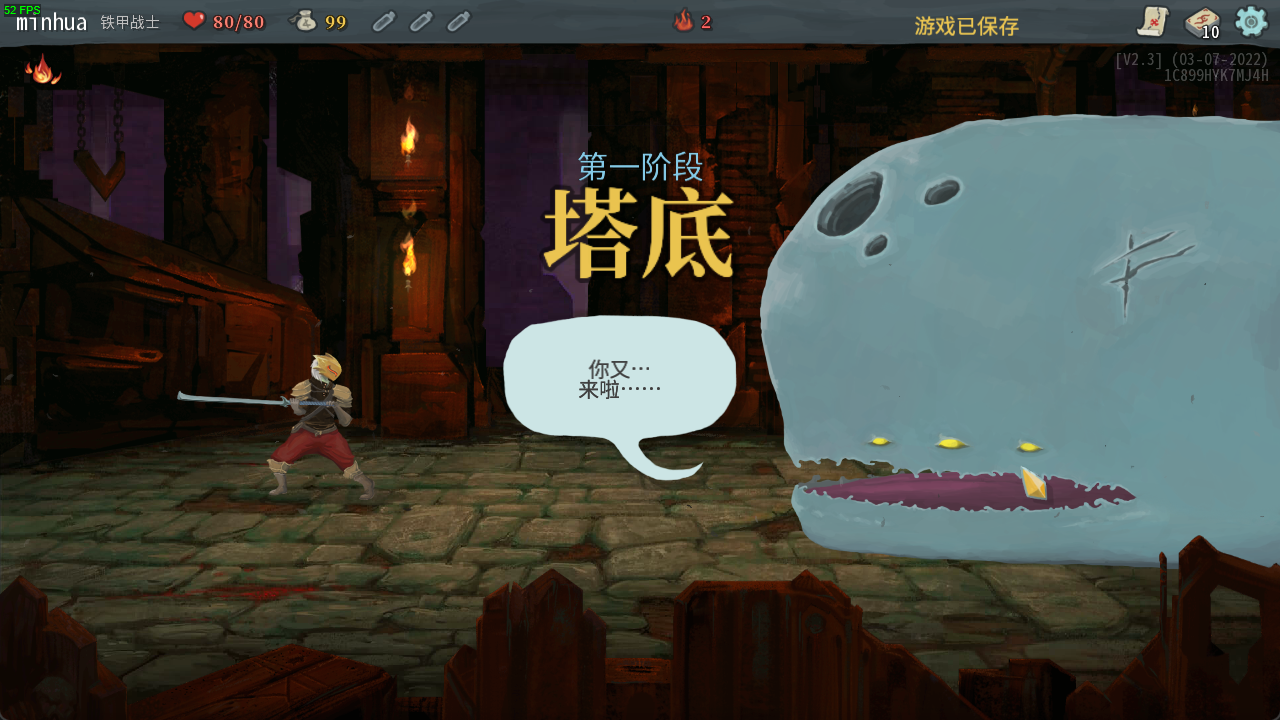 52 FPS
minhua 铁甲战士 80/80 99 2 游戏已保存 10
[V2.3] (03-07-2022)
1C899HYK7MJ4H
第一阶段
塔底
你又…
来啦……